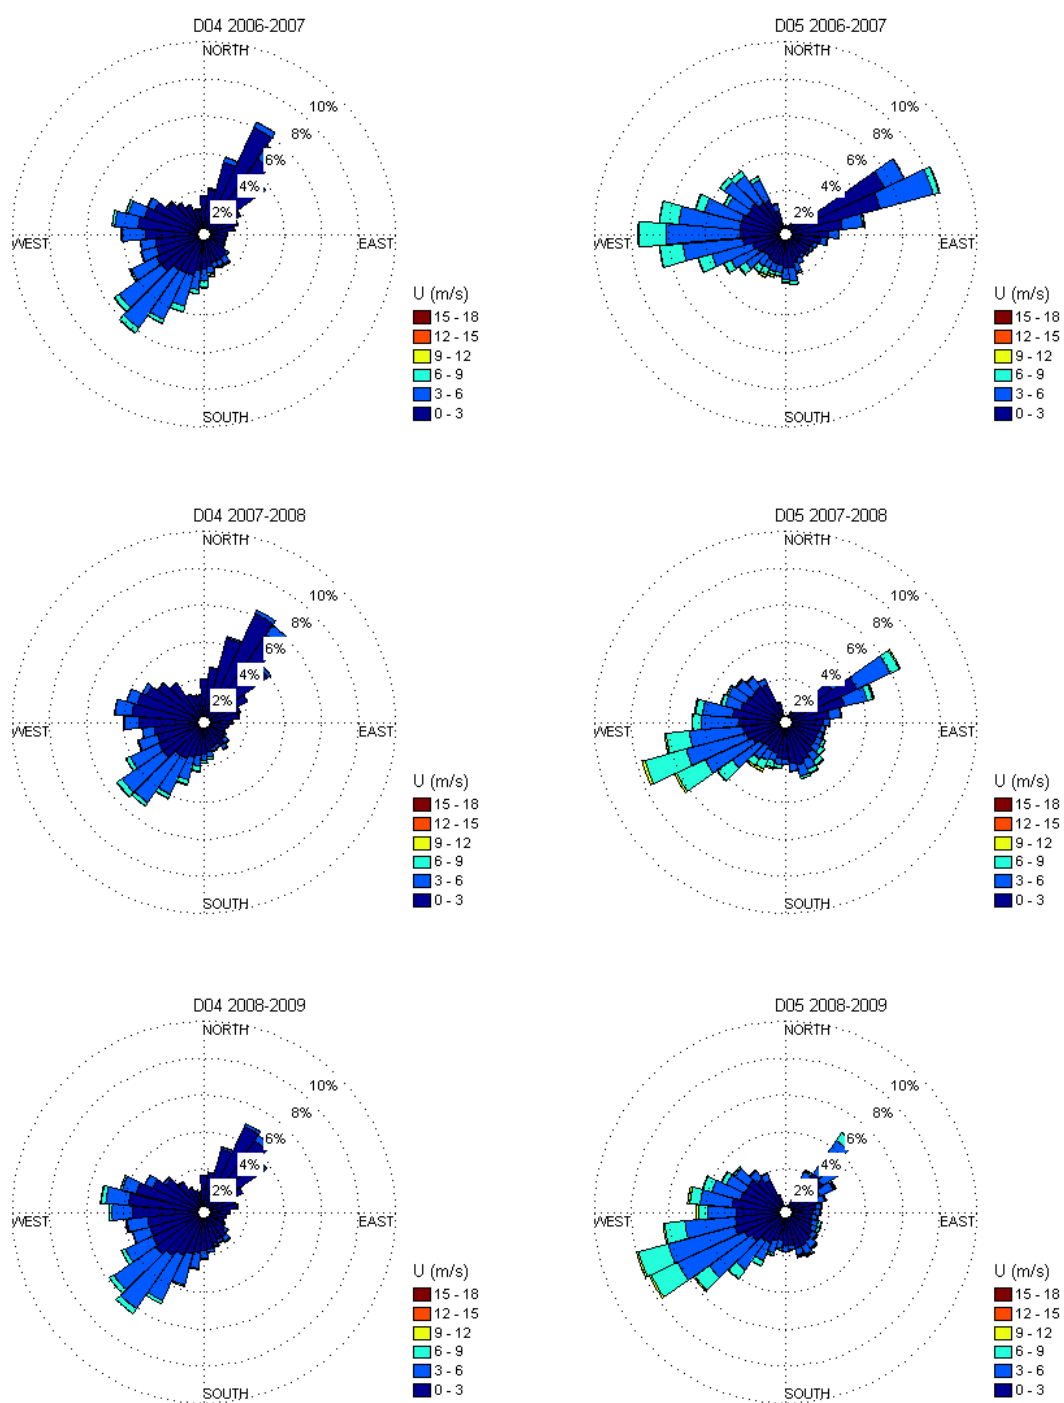 D04 2006-2007
NORTH
10%
8%
6%
4%
2%
WEST
EAST
SOUTH
U (m/s)
15 - 18
12 - 15
9 - 12
6 - 9
3 - 6
0 - 3
D05 2006-2007
NORTH
10%
8%
6%
4%
2%
WEST
EAST
SOUTH
U (m/s)
15 - 18
12 - 15
9 - 12
6 - 9
3 - 6
0 - 3
D04 2007-2008
NORTH
10%
8%
6%
4%
2%
WEST
EAST
SOUTH
U (m/s)
15 - 18
12 - 15
9 - 12
6 - 9
3 - 6
0 - 3
D05 2007-2008
NORTH
10%
8%
6%
4%
2%
WEST
EAST
SOUTH
U (m/s)
15 - 18
12 - 15
9 - 12
6 - 9
3 - 6
0 - 3
D04 2008-2009
NORTH
10%
8%
6%
4%
2%
WEST
EAST
SOUTH
U (m/s)
15 - 18
12 - 15
9 - 12
6 - 9
3 - 6
0 - 3
D05 2008-2009
NORTH
10%
8%
6%
4%
2%
WEST
EAST
SOUTH
U (m/s)
15 - 18
12 - 15
9 - 12
6 - 9
3 - 6
0 - 3